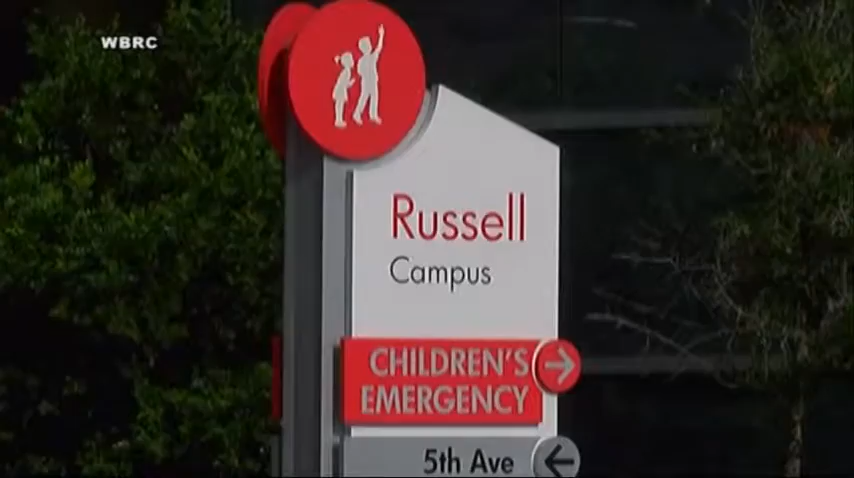 WBRC
Russell
Campus
CHILDREN'S
EMERGENCY
5th Ave